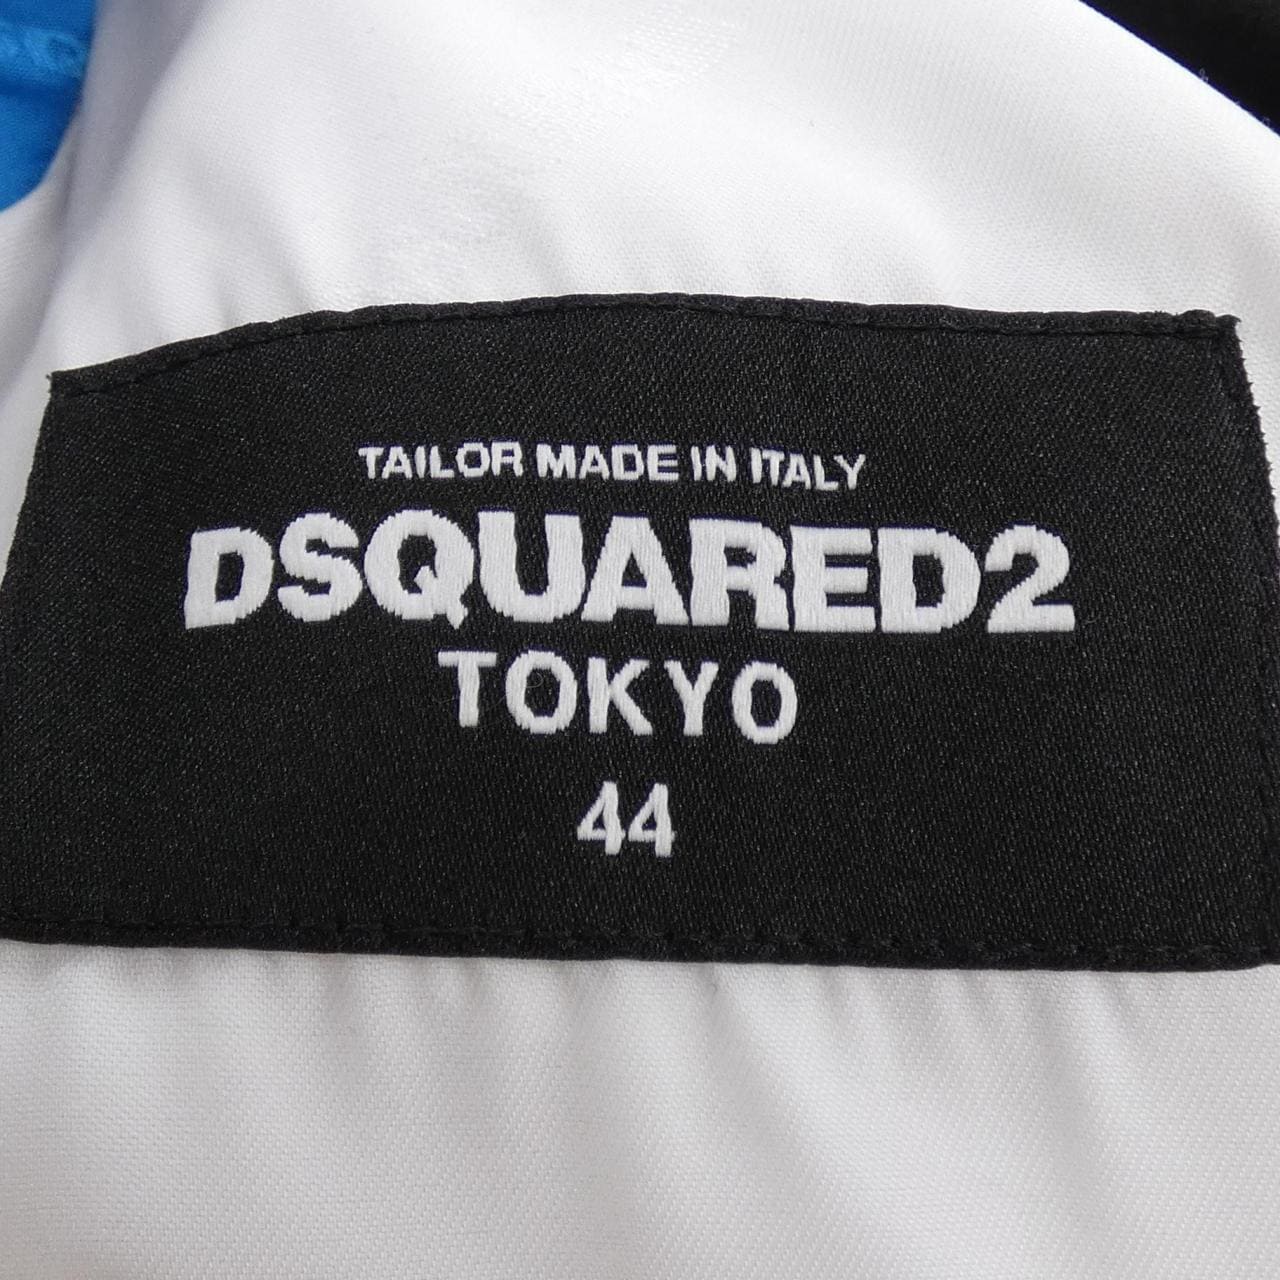 TAILOR MADE IN ITALY
DSQUARED2
TOKYO
44